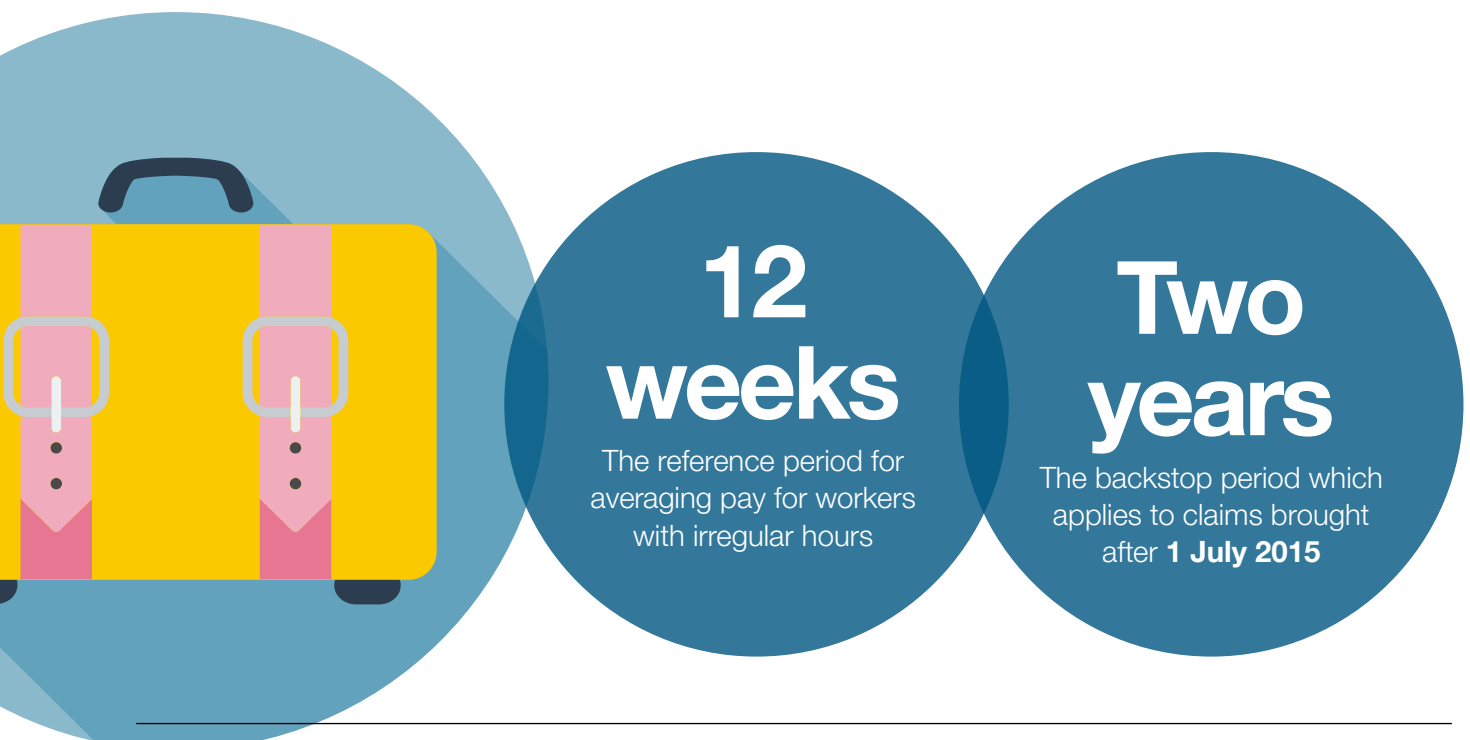 12
weeks
The reference period for
averaging pay for workers
with irregular hours
Two
years
The backstop period which
applies to claims brought
after 1 July 2015